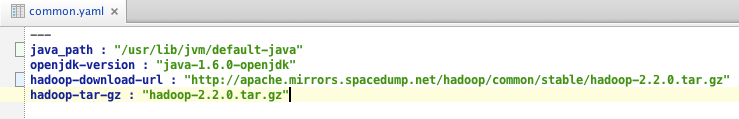 common.yaml
---
java_path : "/usr/lib/jvm/default-java"
openjdk-version : "java-1.6.0-openjdk"
hadoop-download-url : "http://apache.mirrors.spacedump.net/hadoop/common/stable/hadoop-2.2.0.tar.gz"
hadoop-tar-gz : "hadoop-2.2.0.tar.gz"